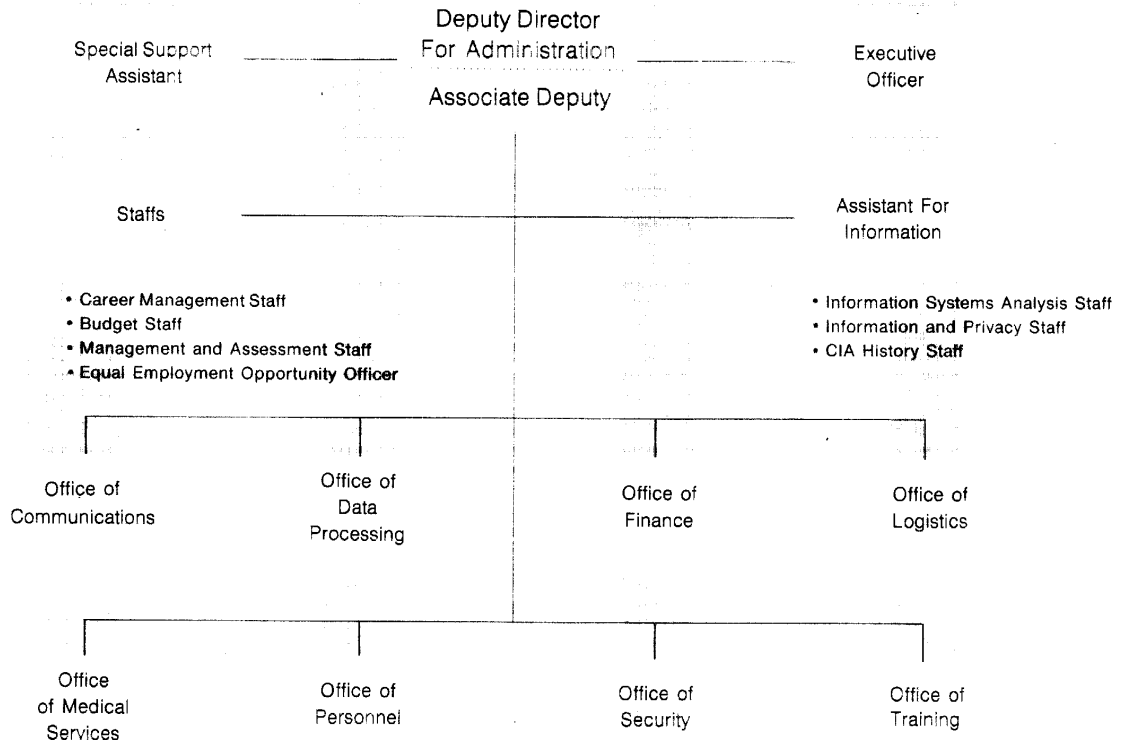 Deputy Director
For Administration
Associate Deputy
Special Support
Assistant
Executive
Officer
Staffs
Assistant For
Information
• Career Management Staff
• Budget Staff
• Management and Assessment Staff
• Equal Employment Opportunity Officer
• Information Systems Analysis Staff
• Information and Privacy Staff
• CIA History Staff
Office of
Communications
Office of
Data
Processing
Office of
Finance
Office of
Logistics
Office
of Medical
Services
Office of
Personnel
Office of
Security
Office of
Training